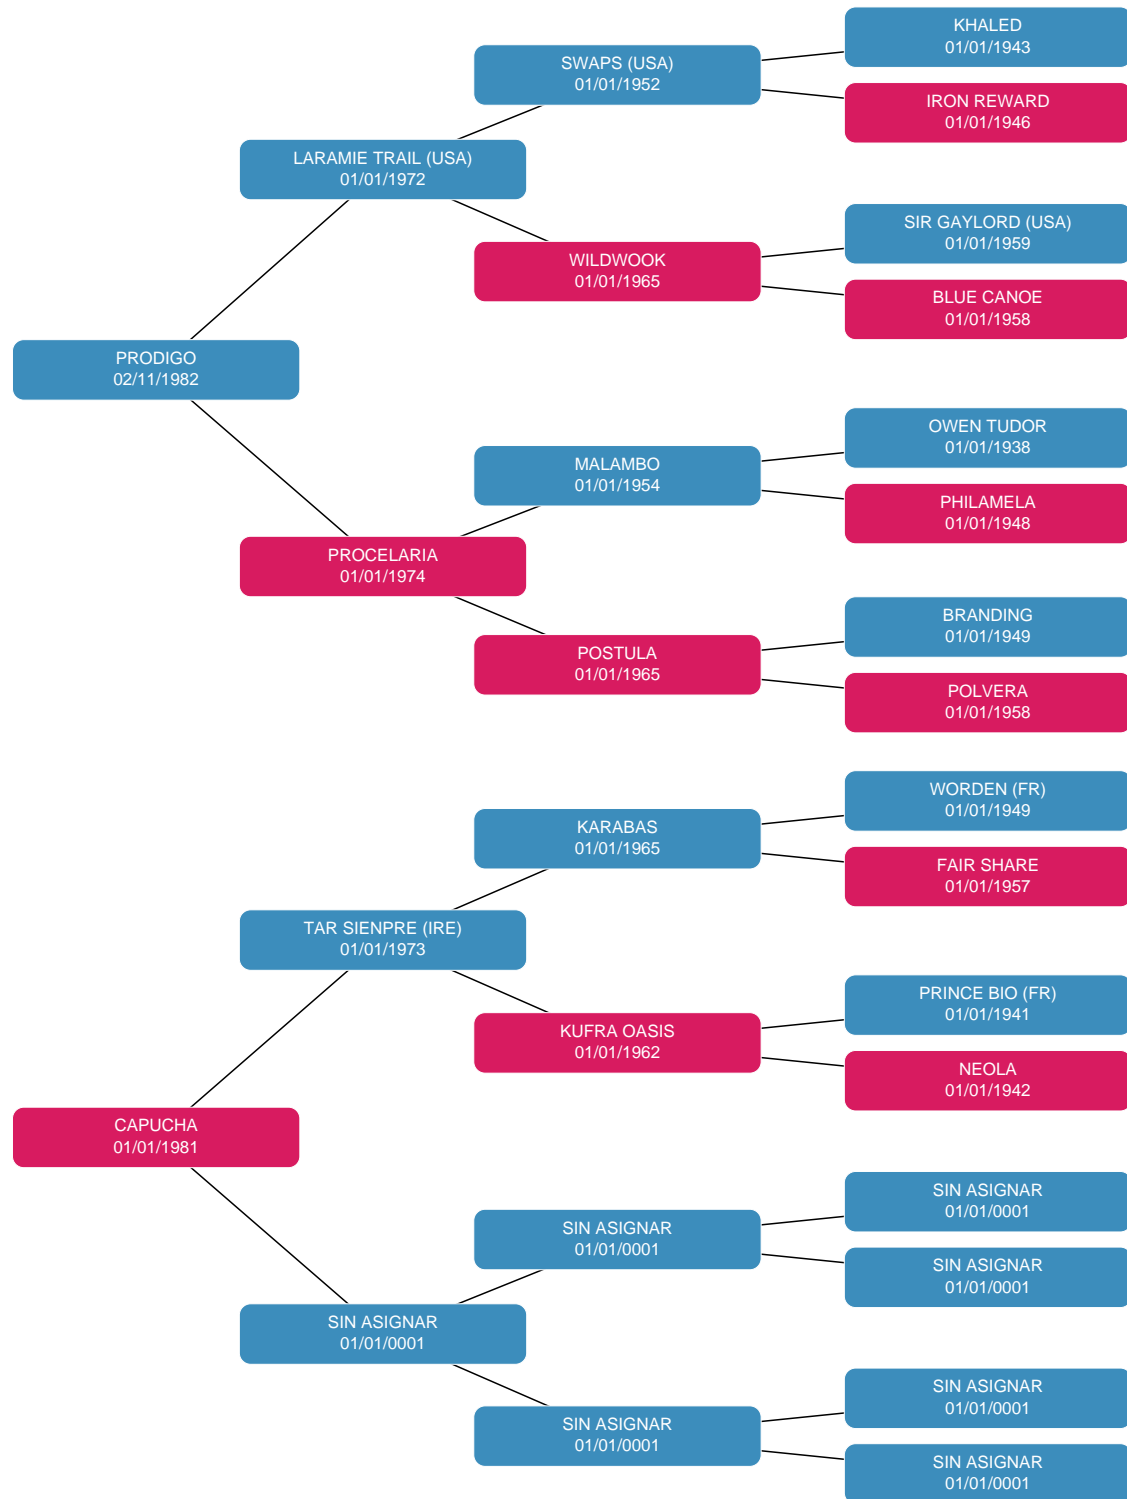 KHALED
01/01/1943
SWAPS (USA)
01/01/1952
IRON REWARD
01/01/1946
LARAMIE TRAIL (USA)
01/01/1972
SIR GAYLORD (USA)
01/01/1959
WILDWOOK
01/01/1965
BLUE CANOE
01/01/1958
PRODIGO
02/11/1982
OWEN TUDOR
01/01/1938
MALAMBO
01/01/1954
PHILAMELA
01/01/1948
PROCELARIA
01/01/1974
BRANDING
01/01/1949
POSTULA
01/01/1965
POLVERA
01/01/1958
WORDEN (FR)
01/01/1949
KARABAS
01/01/1965
FAIR SHARE
01/01/1957
TAR SIENPRE (IRE)
01/01/1973
PRINCE BIO (FR)
01/01/1941
KUFRA OASIS
01/01/1962
NEOLA
01/01/1942
CAPUCHA
01/01/1981
SIN ASIGNAR
01/01/0001
SIN ASIGNAR
01/01/0001
SIN ASIGNAR
01/01/0001
SIN ASIGNAR
01/01/0001
SIN ASIGNAR
01/01/0001
SIN ASIGNAR
01/01/0001
SIN ASIGNAR
01/01/0001